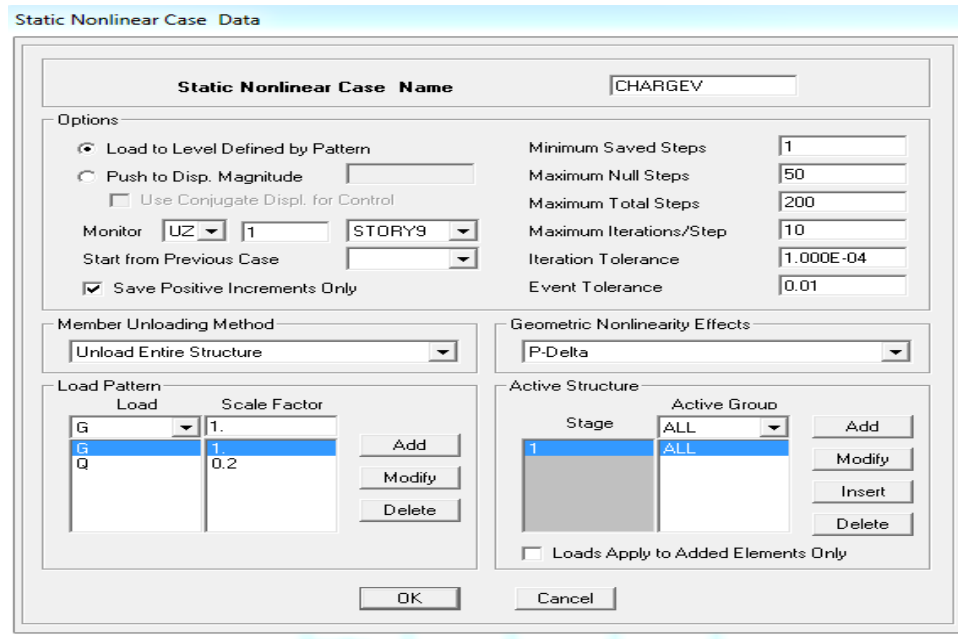 Static Nonlinear Case Data
Static Nonlinear Case Name CHARGEV
Options
Load to Level Defined by Pattern
Push to Disp. Magnitude
Use Conjugate Displ. for Control
Monitor UZ 1 STORY9
Start from Previous Case
Save Positive Increments Only
Minimum Saved Steps 1
Maximum Null Steps 50
Maximum Total Steps 200
Maximum Iterations/Step 10
Iteration Tolerance 1.000E-04
Event Tolerance 0.01
Member Unloading Method
Unload Entire Structure
Geometric Nonlinearity Effects
P-Delta
Load Pattern
Load Scale Factor
G 1.
G 1.
Q 0.2
Add
Modify
Delete
Active Structure
Stage Active Group
ALL
1 ALL
Add
Modify
Insert
Delete
Loads Apply to Added Elements Only
OK Cancel